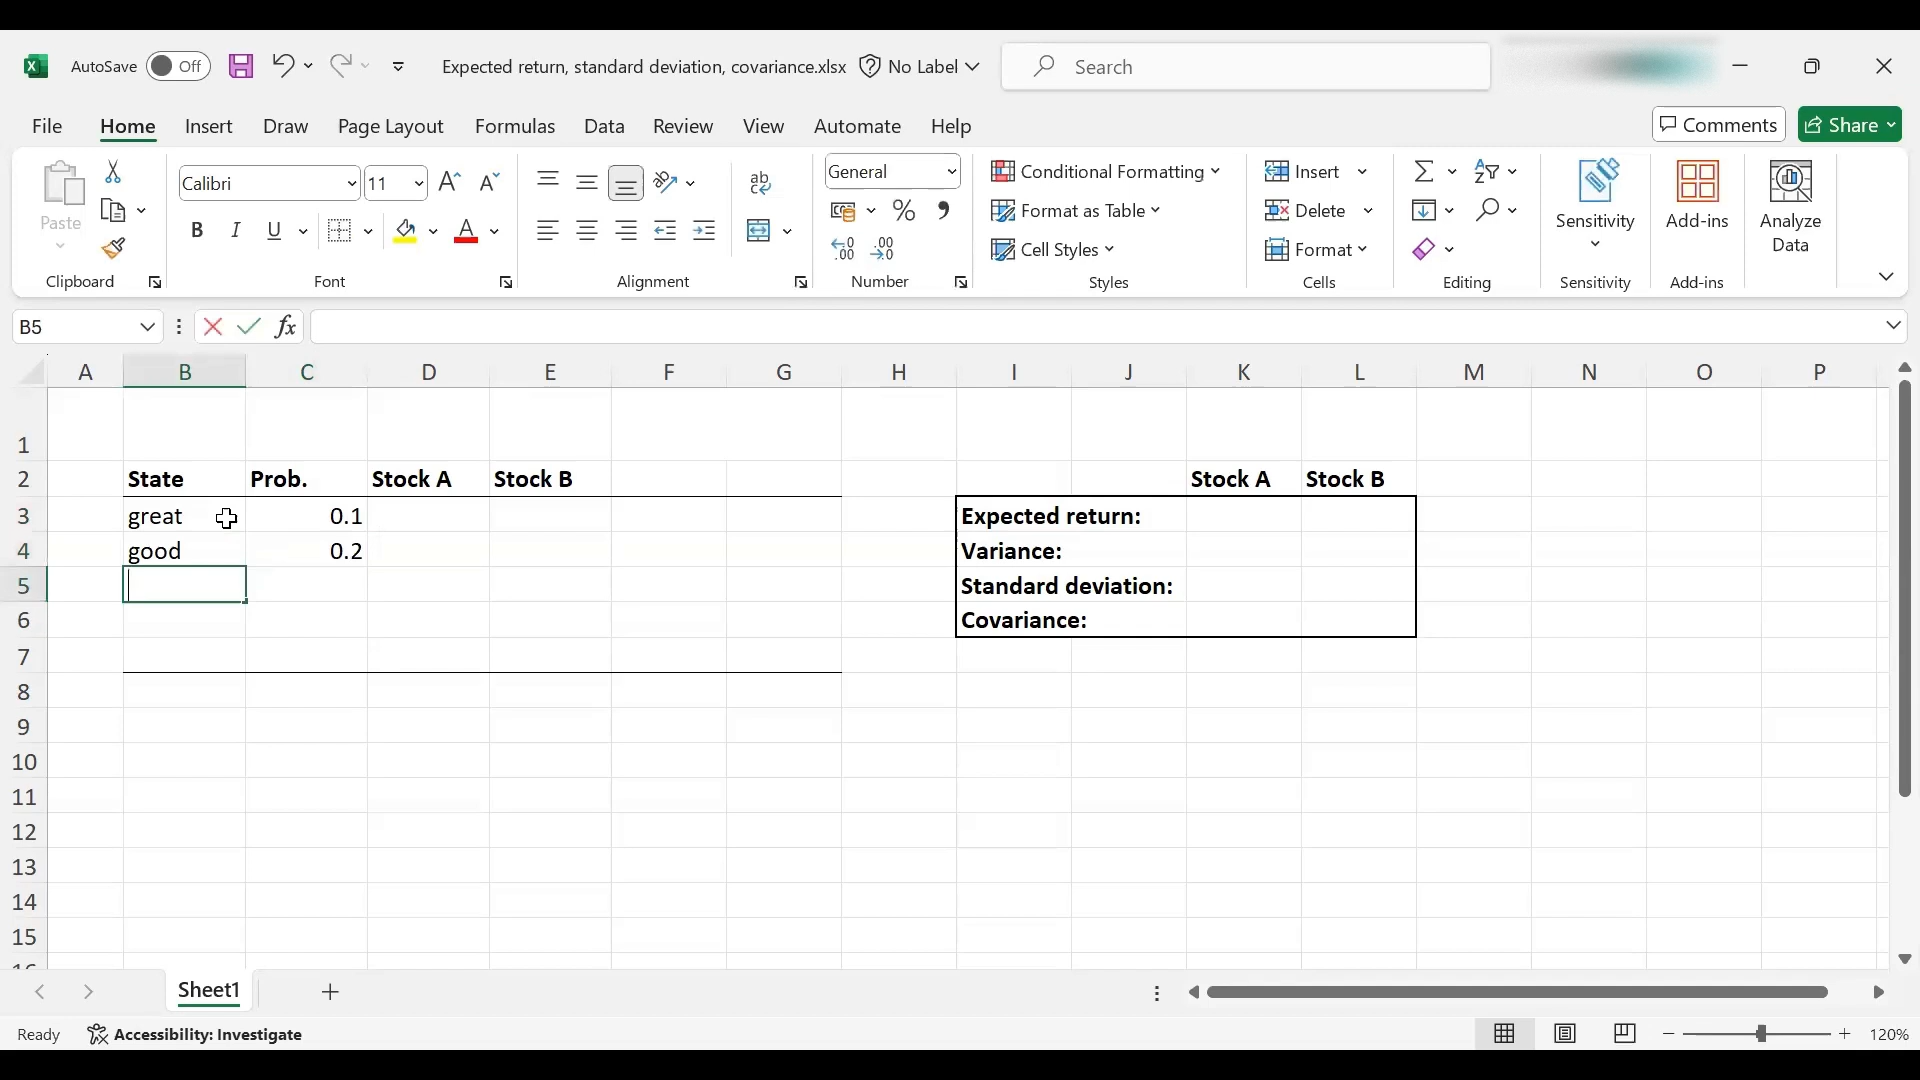 AutoSave Off Expected return, standard deviation, covariance.xlsx No Label Search
File Home Insert Draw Page Layout Formulas Data Review View Automate Help Comments Share
Paste Calibri 11 General Conditional Formatting Insert Sensitivity Add-ins Analyze Data
Format as Table Delete
B I U Cell Styles Format
Clipboard Font Alignment Number Styles Cells Editing Sensitivity Add-ins
B5 fx
A B C D E F G H I J K L M N O P
1
2 State Prob. Stock A Stock B Stock A Stock B
3 great 0.1 Expected return:
4 good 0.2 Variance:
5 Standard deviation:
6 Covariance:
7
8
9
10
11
12
13
14
15
16
Sheet1
Ready Accessibility: Investigate 120%